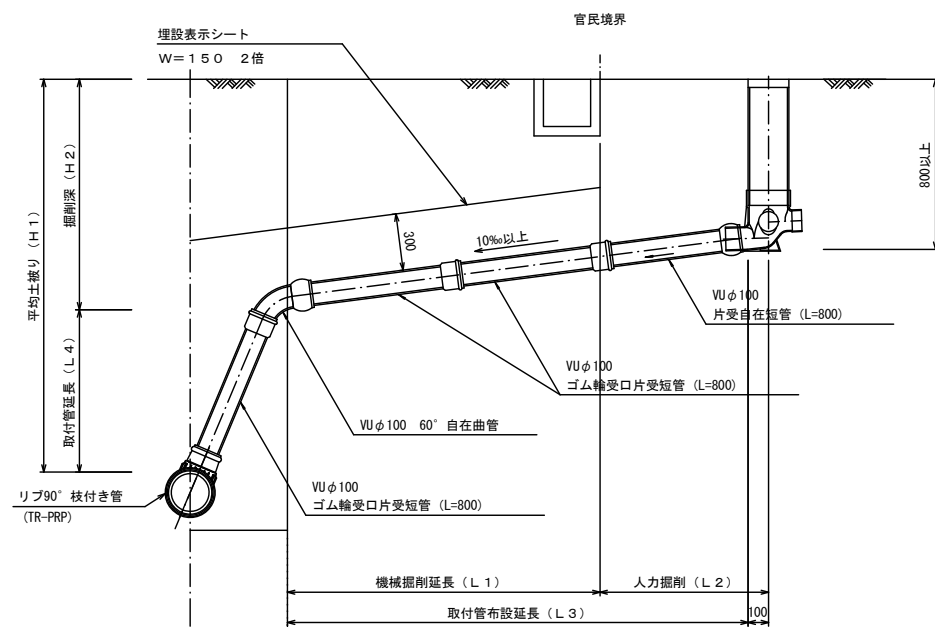 官民境界
埋設表示シート
W=150 2倍
平均土被り(H1)
掘削深(H2)
取付管延長(L4)
800以上
300
10‰以上
VUφ100
片受自在短管 (L=800)
VUφ100
ゴム輪受口片受短管 (L=800)
VUφ100 60°自在曲管
VUφ100
ゴム輪受口片受短管 (L=800)
リブ90°枝付き管
(TR-PRP)
機械掘削延長(L1)
人力掘削(L2)
取付管布設延長(L3)
100